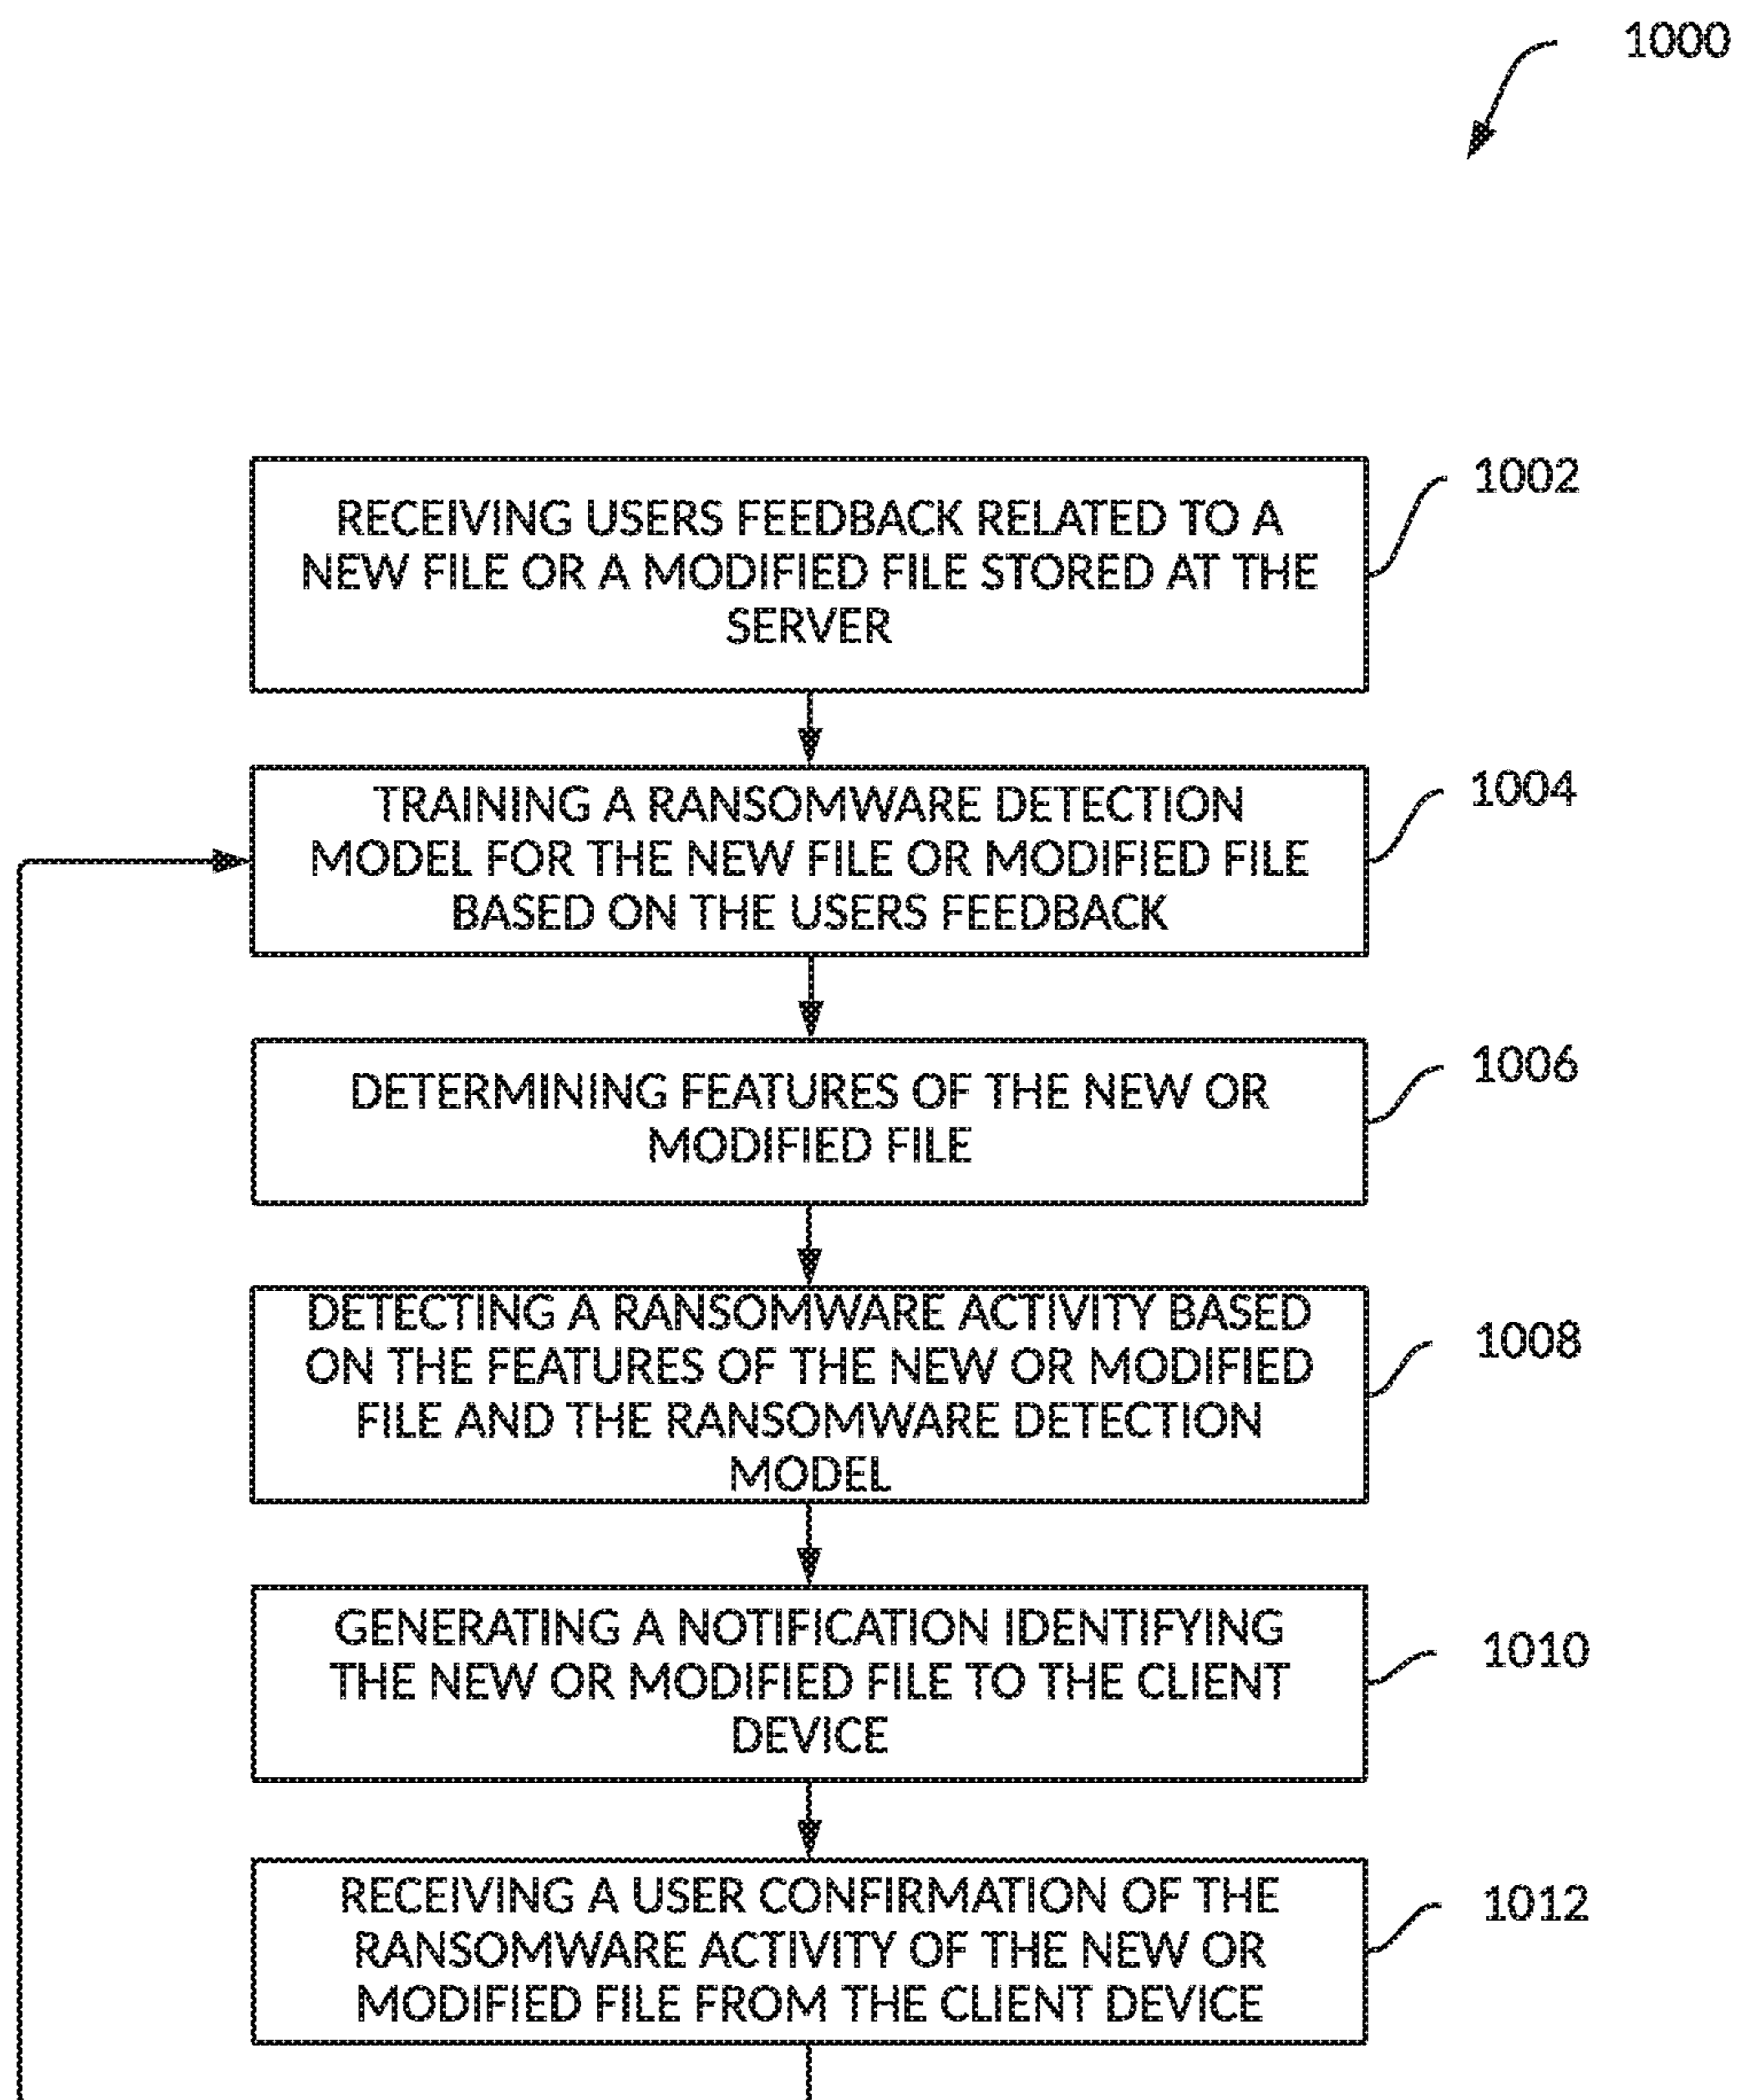 1000
RECEIVING USERS FEEDBACK RELATED TO A
NEW FILE OR A MODIFIED FILE STORED AT THE
SERVER
1002
TRAINING A RANSOMWARE DETECTION
MODEL FOR THE NEW FILE OR MODIFIED FILE
BASED ON THE USERS FEEDBACK
1004
DETERMINING FEATURES OF THE NEW OR
MODIFIED FILE
1006
DETECTING A RANSOMWARE ACTIVITY BASED
ON THE FEATURES OF THE NEW OR MODIFIED
FILE AND THE RANSOMWARE DETECTION
MODEL
1008
GENERATING A NOTIFICATION IDENTIFYING
THE NEW OR MODIFIED FILE TO THE CLIENT
DEVICE
1010
RECEIVING A USER CONFIRMATION OF THE
RANSOMWARE ACTIVITY OF THE NEW OR
MODIFIED FILE FROM THE CLIENT DEVICE
1012